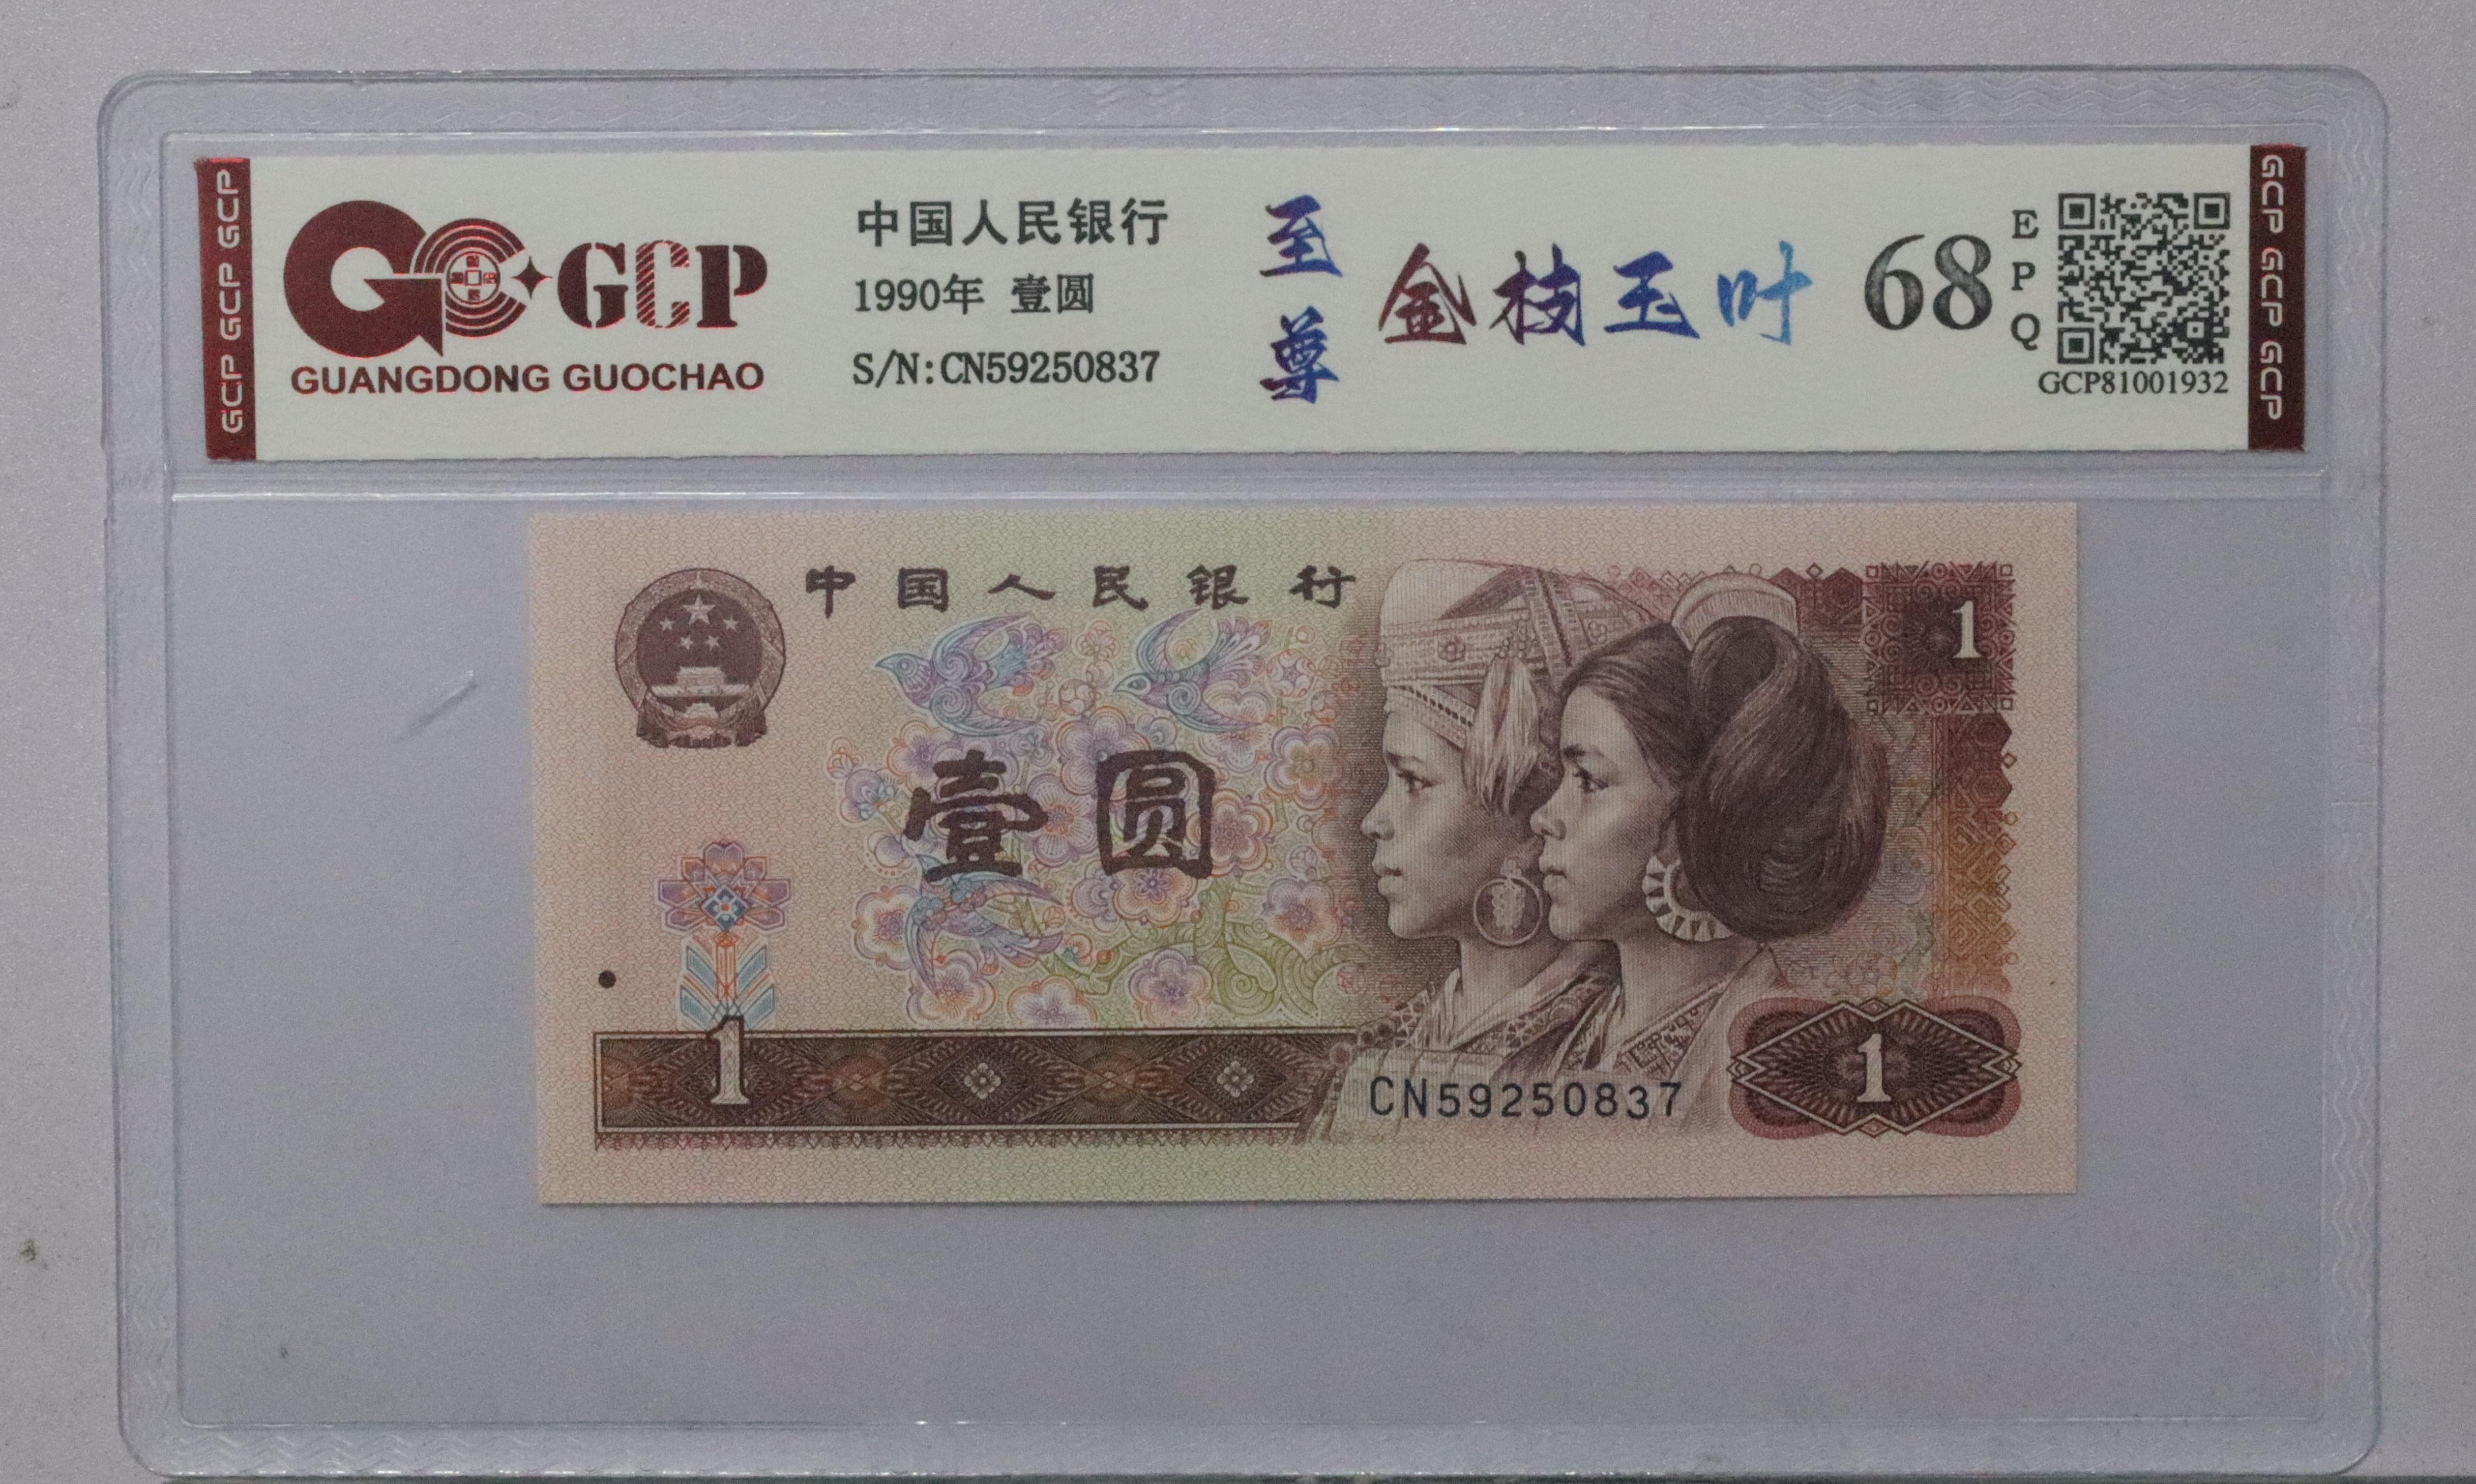 GCP GCP GCP
GCP
GUANGDONG GUOCHAO
中国人民银行
1990年 壹圆
S/N:CN59250837
至尊
金枝玉叶
68
EPQ
GCP81001932
GCP GCP GCP
中国人民银行
1
壹圆
1
CN59250837
1